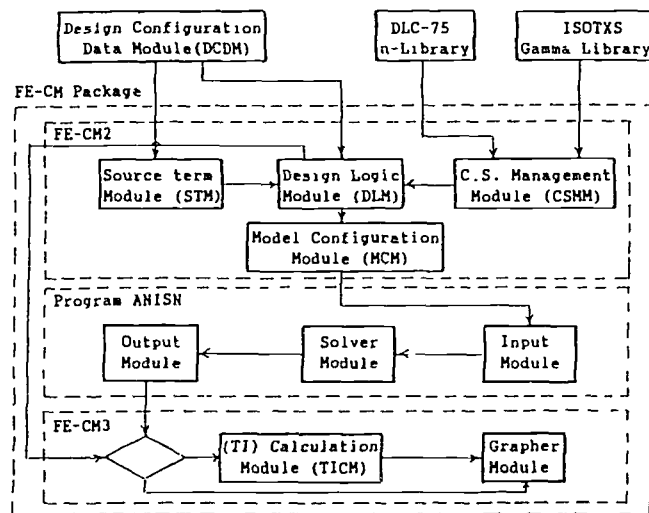 Design Configuration
Data Module(DCDM)
DLC-75
n-Library
ISOTXS
Gamma Library
FE-CM Package
FE-CM2
Source term
Module (STM)
Design Logic
Module (DLM)
C.S. Management
Module (CSMM)
Model Configuration
Module (MCM)
Program ANISN
Output
Module
Solver
Module
Input
Module
FE-CM3
(TI) Calculation
Module (TICM)
Grapher
Module